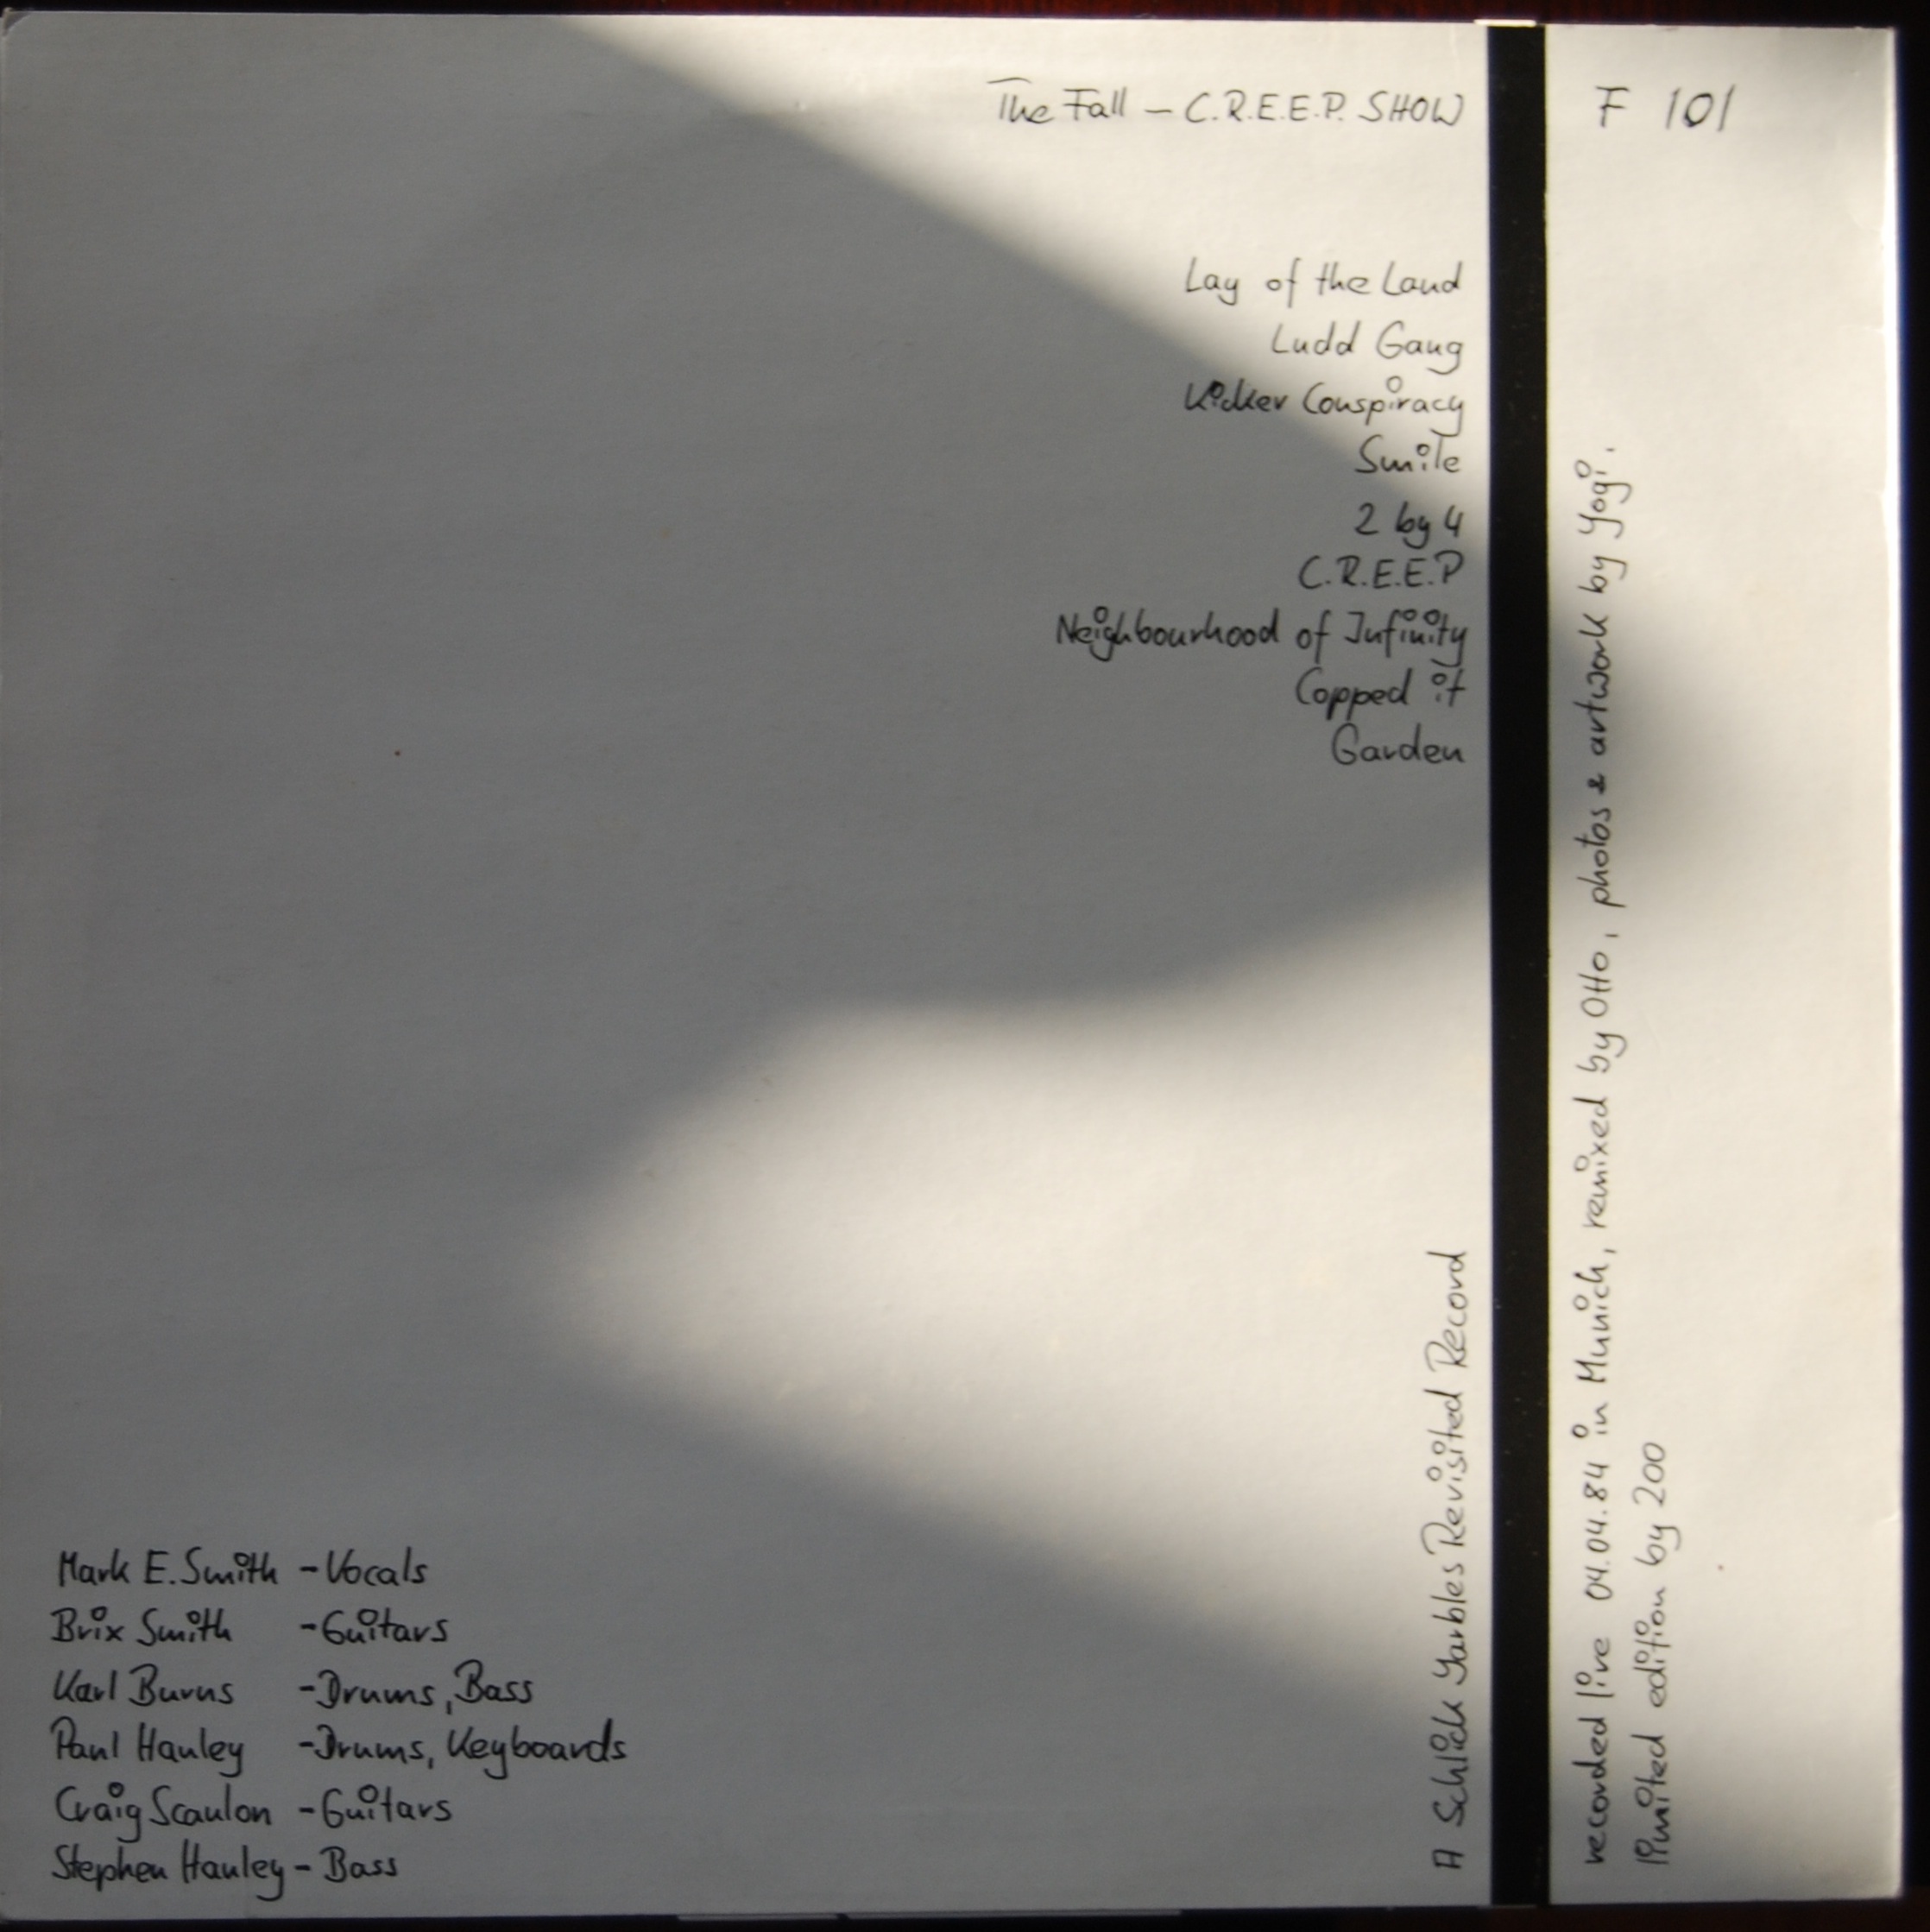 The Fall – C.R.E.E.P. SHOW
F 101
Lay of the Land
Ludd Gang
Kicker Conspiracy
Smile
2 by 4
C.R.E.E.P
Neighbourhood of Infinity
Copped it
Garden
Mark E. Smith - Vocals
Brix Smith - Guitars
Karl Burns - Drums, Bass
Paul Hanley - Drums, Keyboards
Craig Scanlon - Guitars
Stephen Hanley - Bass
A Schlick Yarbles Revisited Record
recorded live 04.04.84 in Munich, remixed by Otto, photos & artwork by Yogi.
limited edition by 200